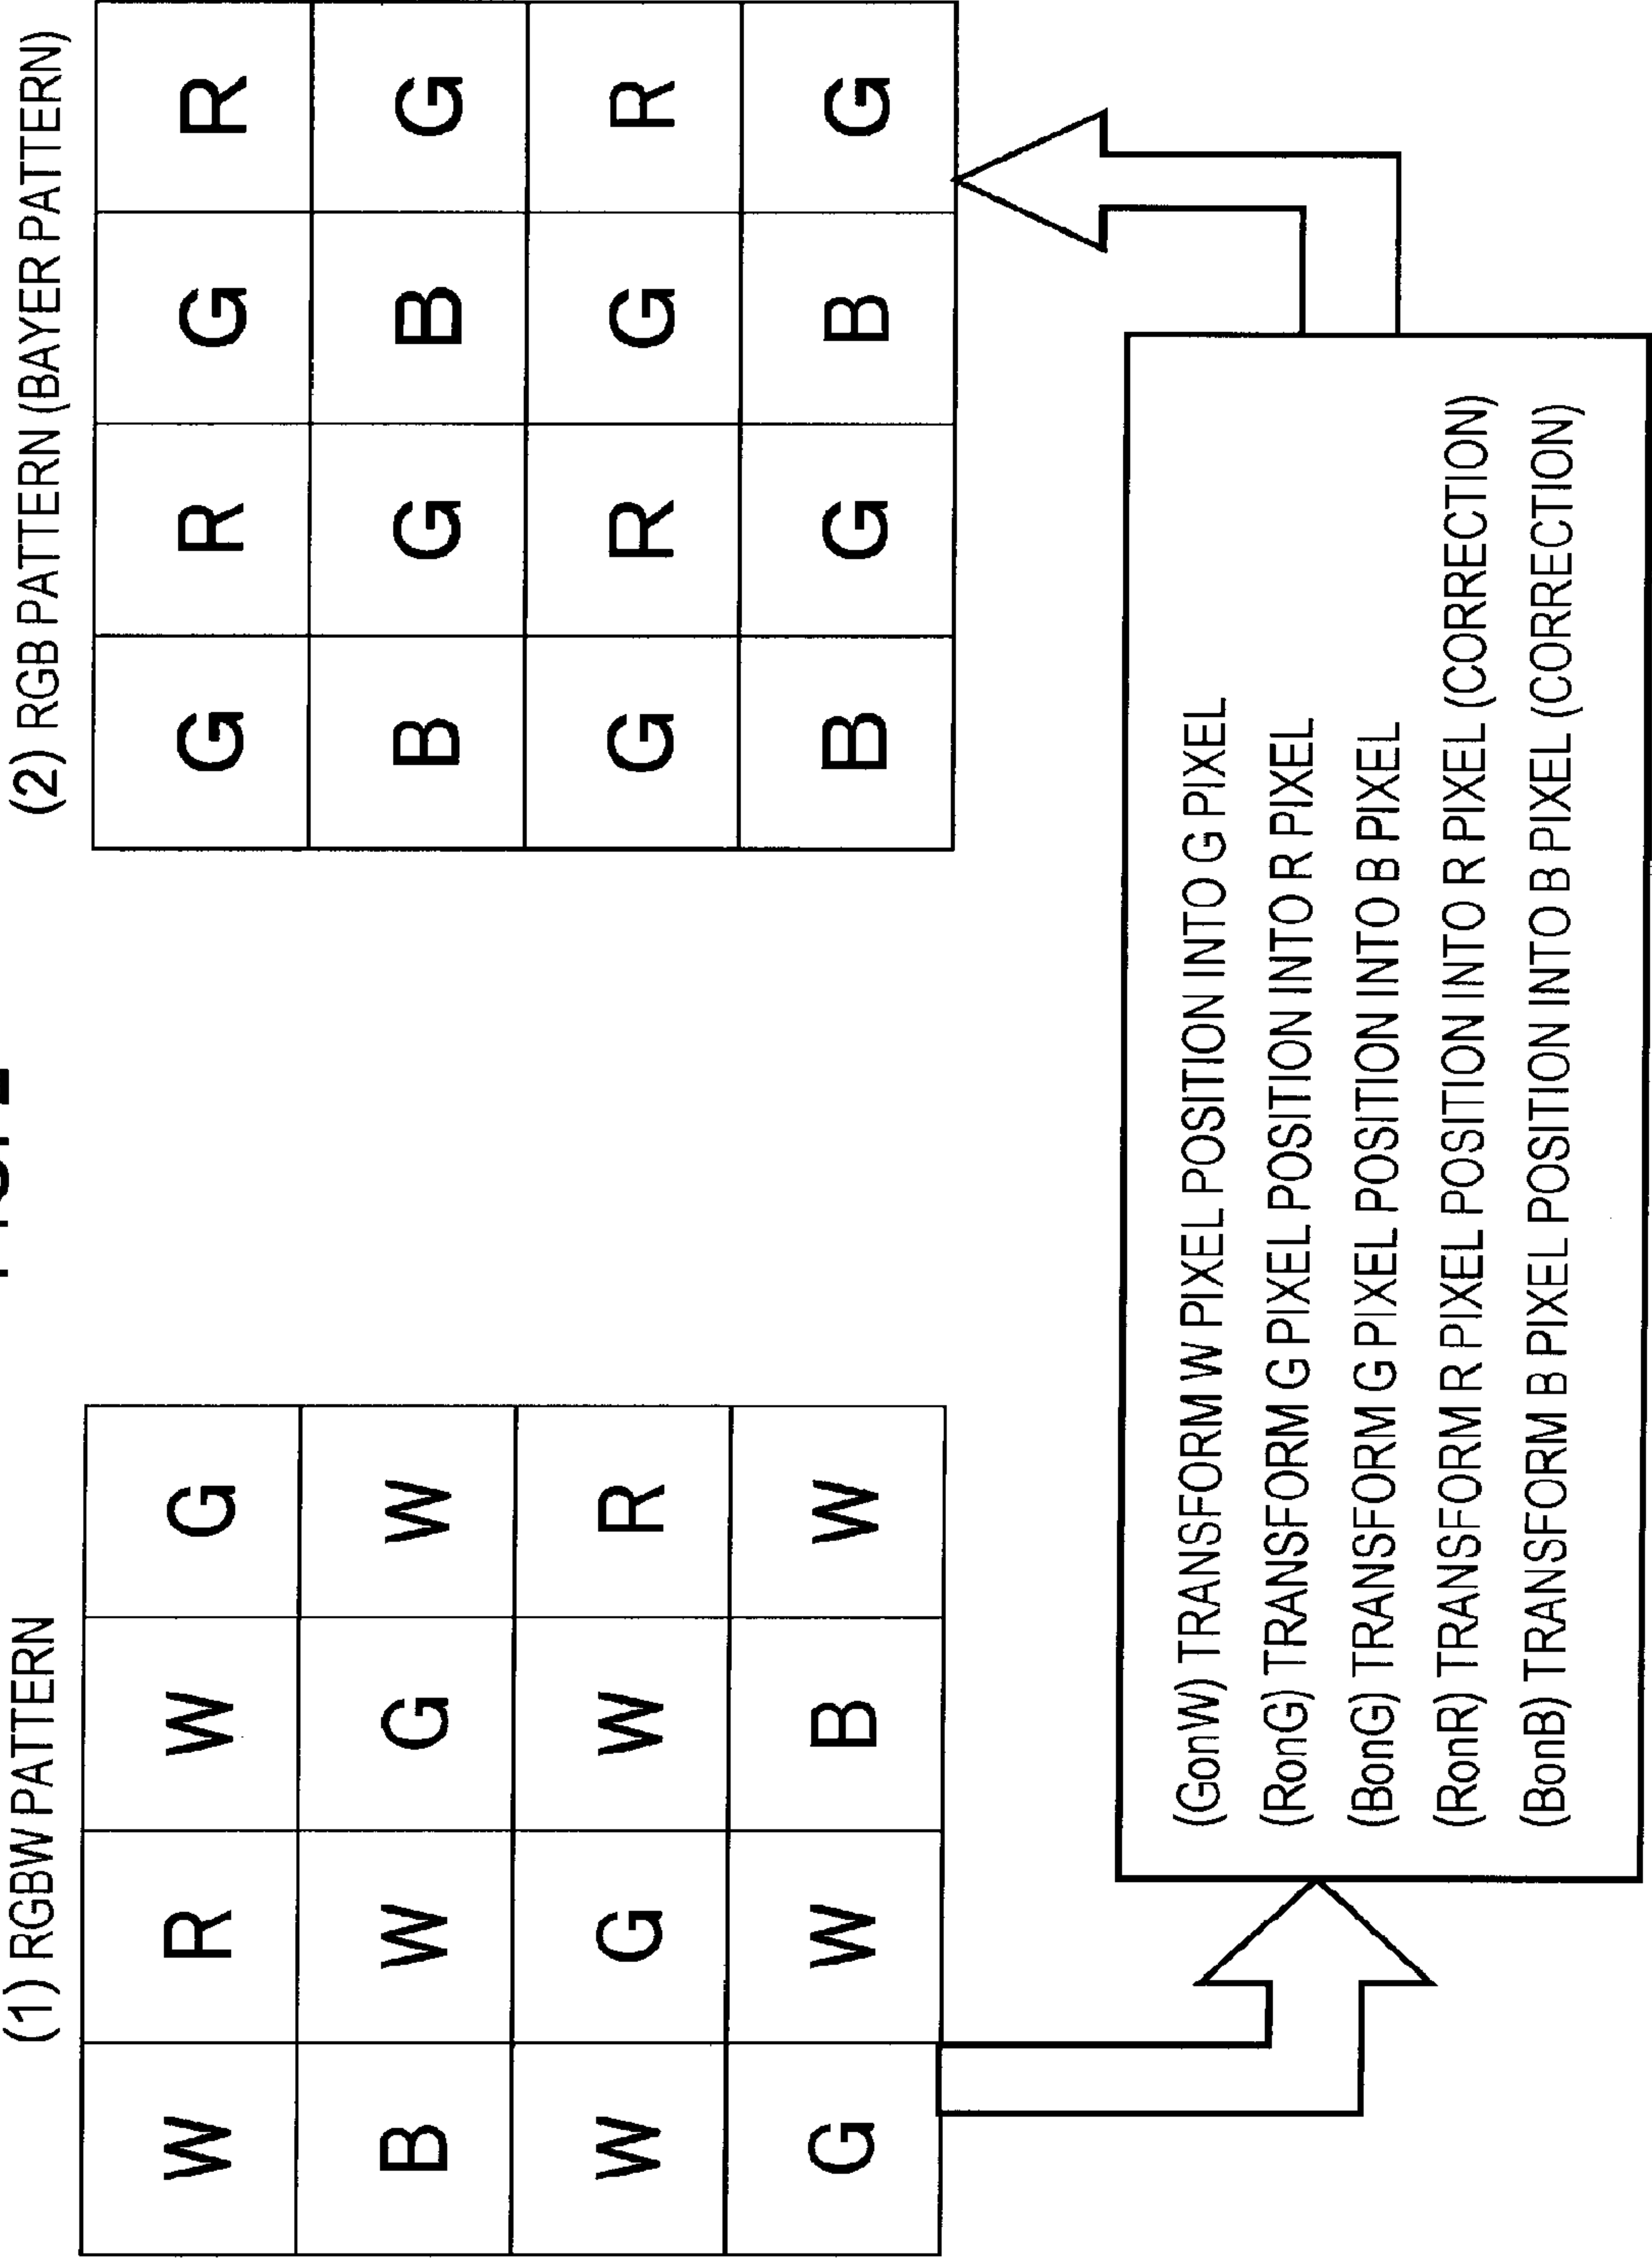 (1) RGBW PATTERN
W R W G
B W G W
W G W R
G W B W
(2) RGB PATTERN (BAYER PATTERN)
G R G R
B G B G
G R G R
B G B G
(GonW) TRANSFORM W PIXEL POSITION INTO G PIXEL
(RonG) TRANSFORM G PIXEL POSITION INTO R PIXEL
(BonG) TRANSFORM G PIXEL POSITION INTO B PIXEL
(RonR) TRANSFORM R PIXEL POSITION INTO R PIXEL (CORRECTION)
(BonB) TRANSFORM B PIXEL POSITION INTO B PIXEL (CORRECTION)